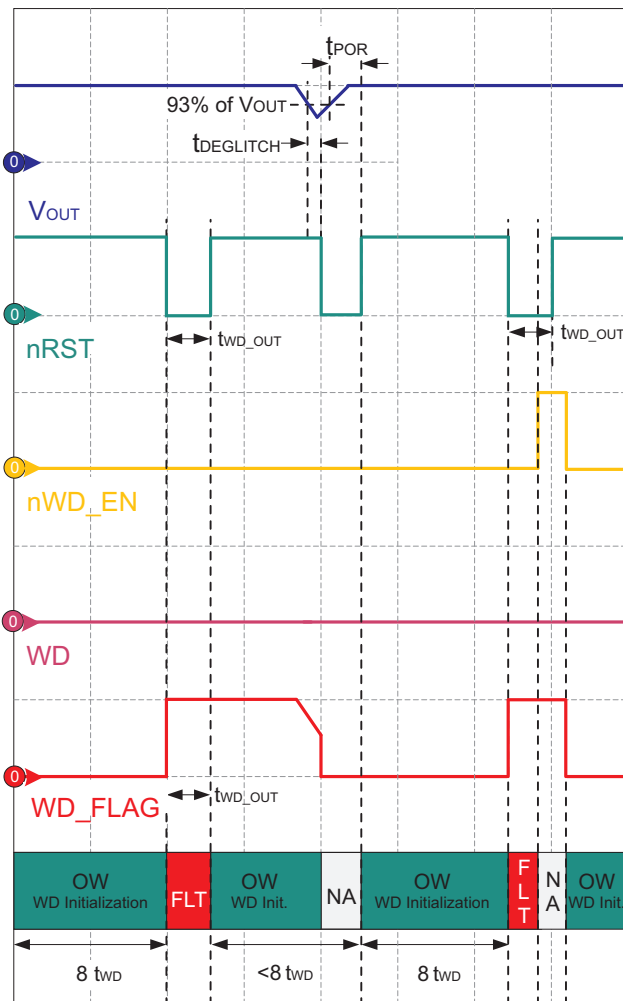 tPOR
93% of VOUT
tDEGLITCH
0
VOUT
0
nRST
tWD_OUT
tWD_OUT
0
nWD_EN
0
WD
0
WD_FLAG
tWD_OUT
OW
WD Initialization
FLT
OW
WD Init.
NA
OW
WD Initialization
F
L
T
N
A
OW
WD Init.
8 tWD
<8 tWD
8 tWD